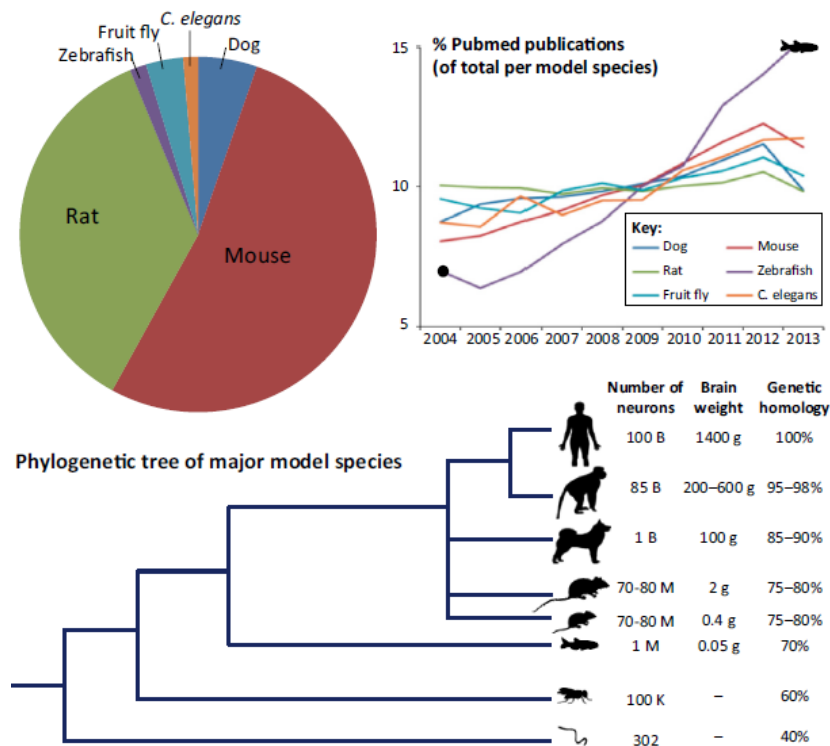 C. elegans
Fruit fly
Dog
Zebrafish
Rat
Mouse
15
% Pubmed publications
(of total per model species)
10
Key:
Dog Mouse
Rat Zebrafish
Fruit fly C. elegans
5
2004 2005 2006 2007 2008 2009 2010 2011 2012 2013
Number of Brain Genetic
neurons weight homology
100 B 1400 g 100%
Phylogenetic tree of major model species
85 B 200–600 g 95–98%
1 B 100 g 85–90%
70-80 M 2 g 75–80%
70-80 M 0.4 g 75–80%
1 M 0.05 g 70%
100 K – 60%
302 – 40%